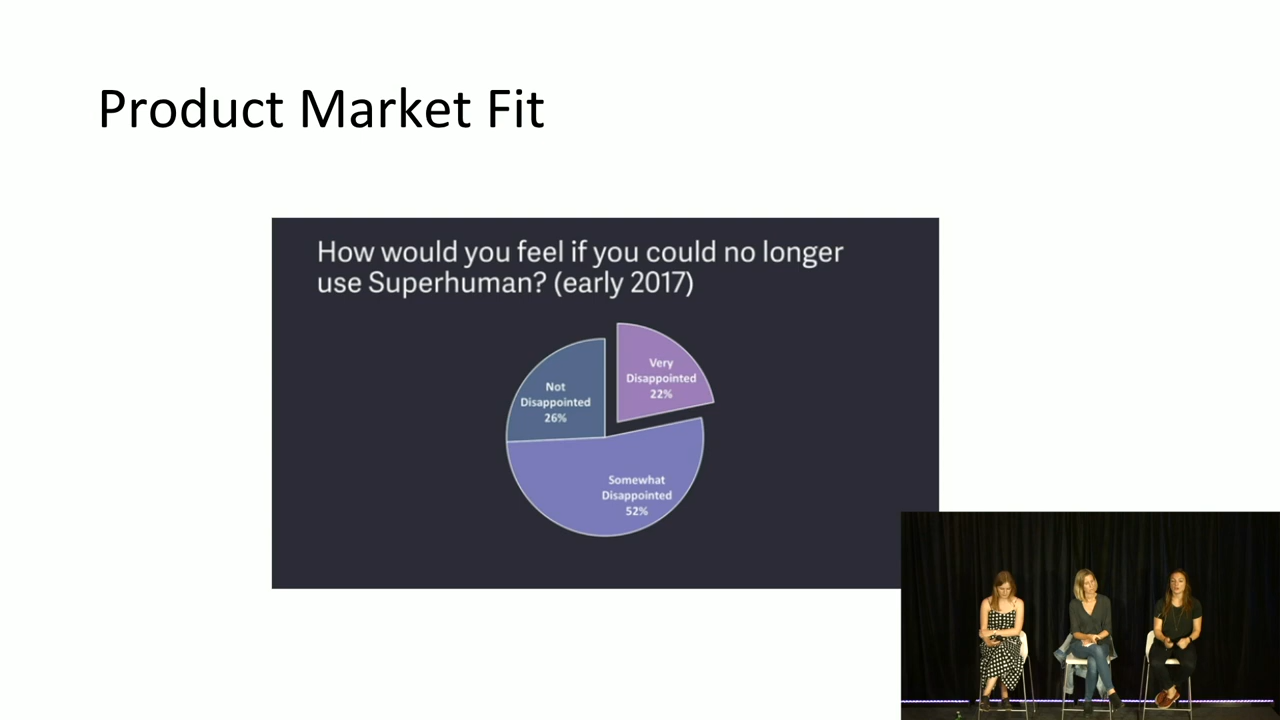 Product Market Fit
How would you feel if you could no longer
use Superhuman? (early 2017)
Very
Disappointed
22%
Not
Disappointed
26%
Somewhat
Disappointed
52%